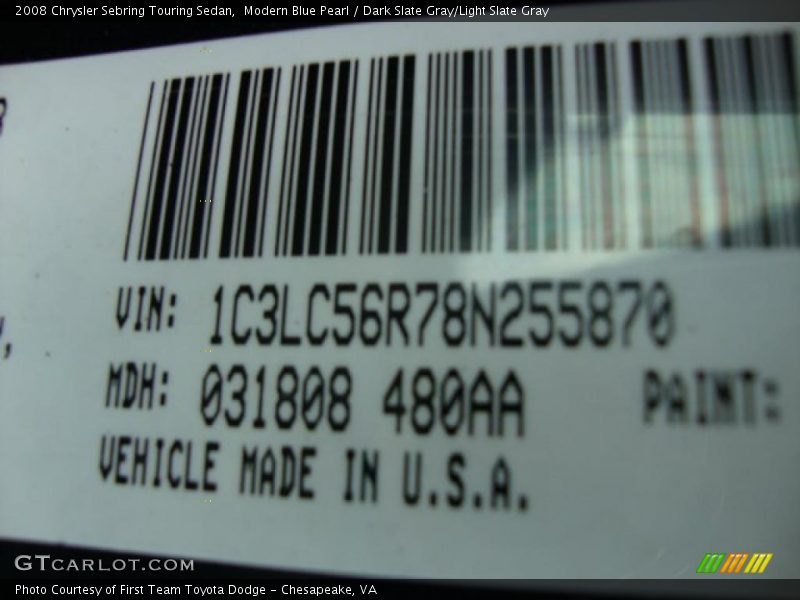 2008 Chrysler Sebring Touring Sedan,  Modern Blue Pearl / Dark Slate Gray/Light Slate Gray
VIN: 1C3LC56R78N255870
MDH: 031808 480AA PAINT:
VEHICLE MADE IN U.S.A.
GTCARLOT.COM
Photo Courtesy of First Team Toyota Dodge - Chesapeake, VA